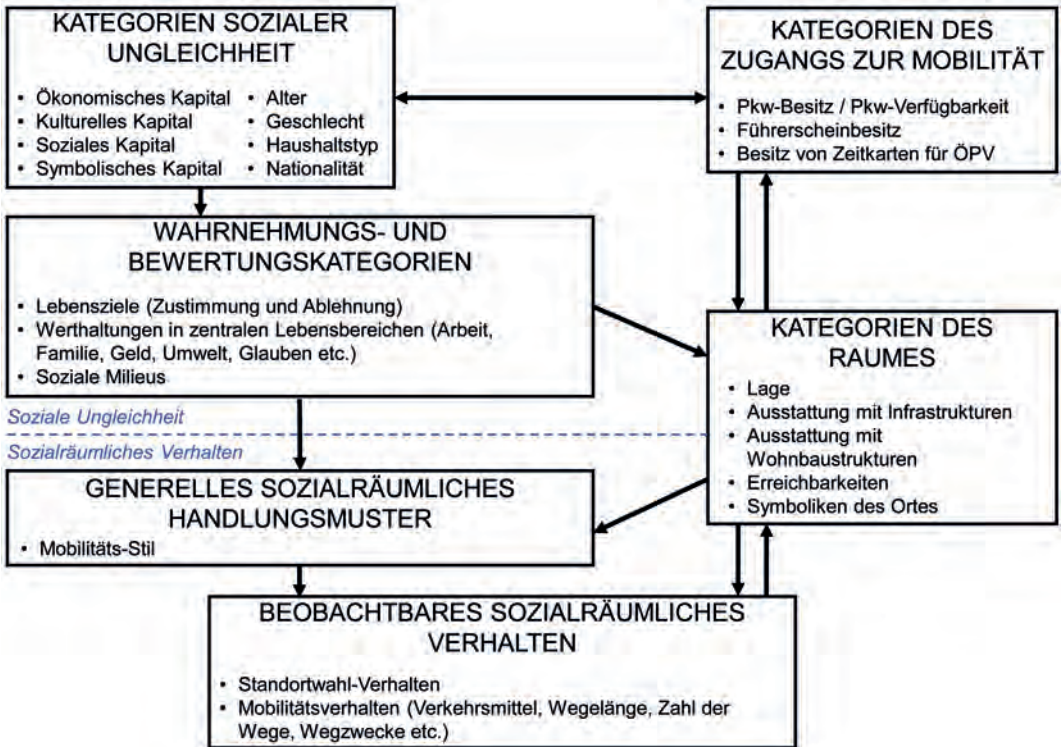 KATEGORIEN SOZIALER
UNGLEICHHEIT
• Ökonomisches Kapital
• Kulturelles Kapital
• Soziales Kapital
• Symbolisches Kapital
• Alter
• Geschlecht
• Haushaltstyp
• Nationalität
KATEGORIEN DES
ZUGANGS ZUR MOBILITÄT
• Pkw-Besitz / Pkw-Verfügbarkeit
• Führerscheinbesitz
• Besitz von Zeitkarten für ÖPV
WAHRNEHMUNGS- UND
BEWERTUNGSKATEGORIEN
• Lebensziele (Zustimmung und Ablehnung)
• Werthaltungen in zentralen Lebensbereichen (Arbeit,
Familie, Geld, Umwelt, Glauben etc.)
• Soziale Milieus
KATEGORIEN DES
RAUMES
• Lage
• Ausstattung mit Infrastrukturen
• Ausstattung mit
Wohnbaustrukturen
• Erreichbarkeiten
• Symboliken des Ortes
Soziale Ungleichheit
Sozialräumliches Verhalten
GENERELLES SOZIALRÄUMLICHES
HANDLUNGSMUSTER
• Mobilitäts-Stil
BEOBACHTBARES SOZIALRÄUMLICHES
VERHALTEN
• Standortwahl-Verhalten
• Mobilitätsverhalten (Verkehrsmittel, Wegelänge, Zahl der
Wege, Wegzwecke etc.)